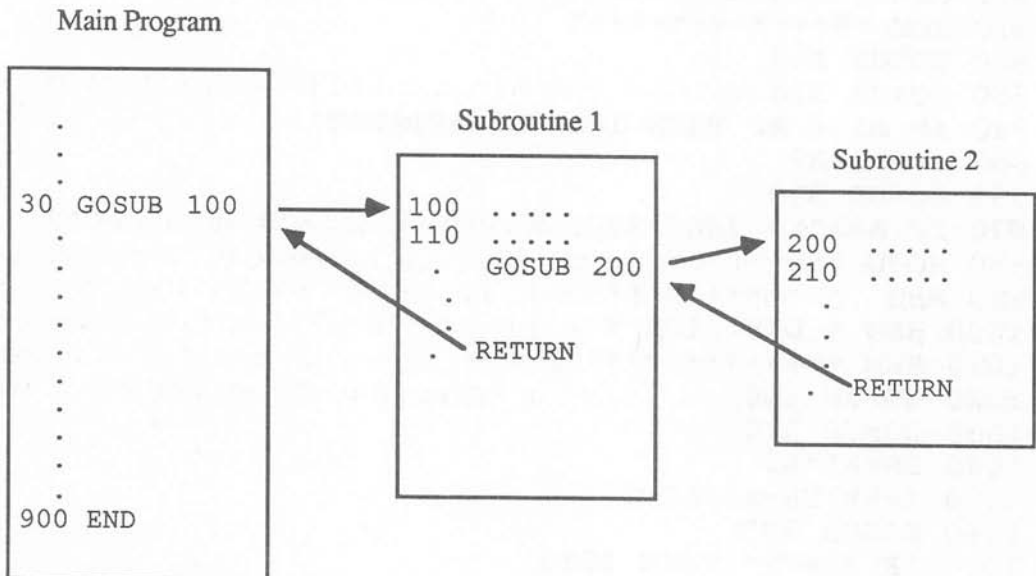 Main Program
30 GOSUB 100
900 END
Subroutine 1
100 .....
110 .....
GOSUB 200
RETURN
Subroutine 2
200 .....
210 .....
RETURN